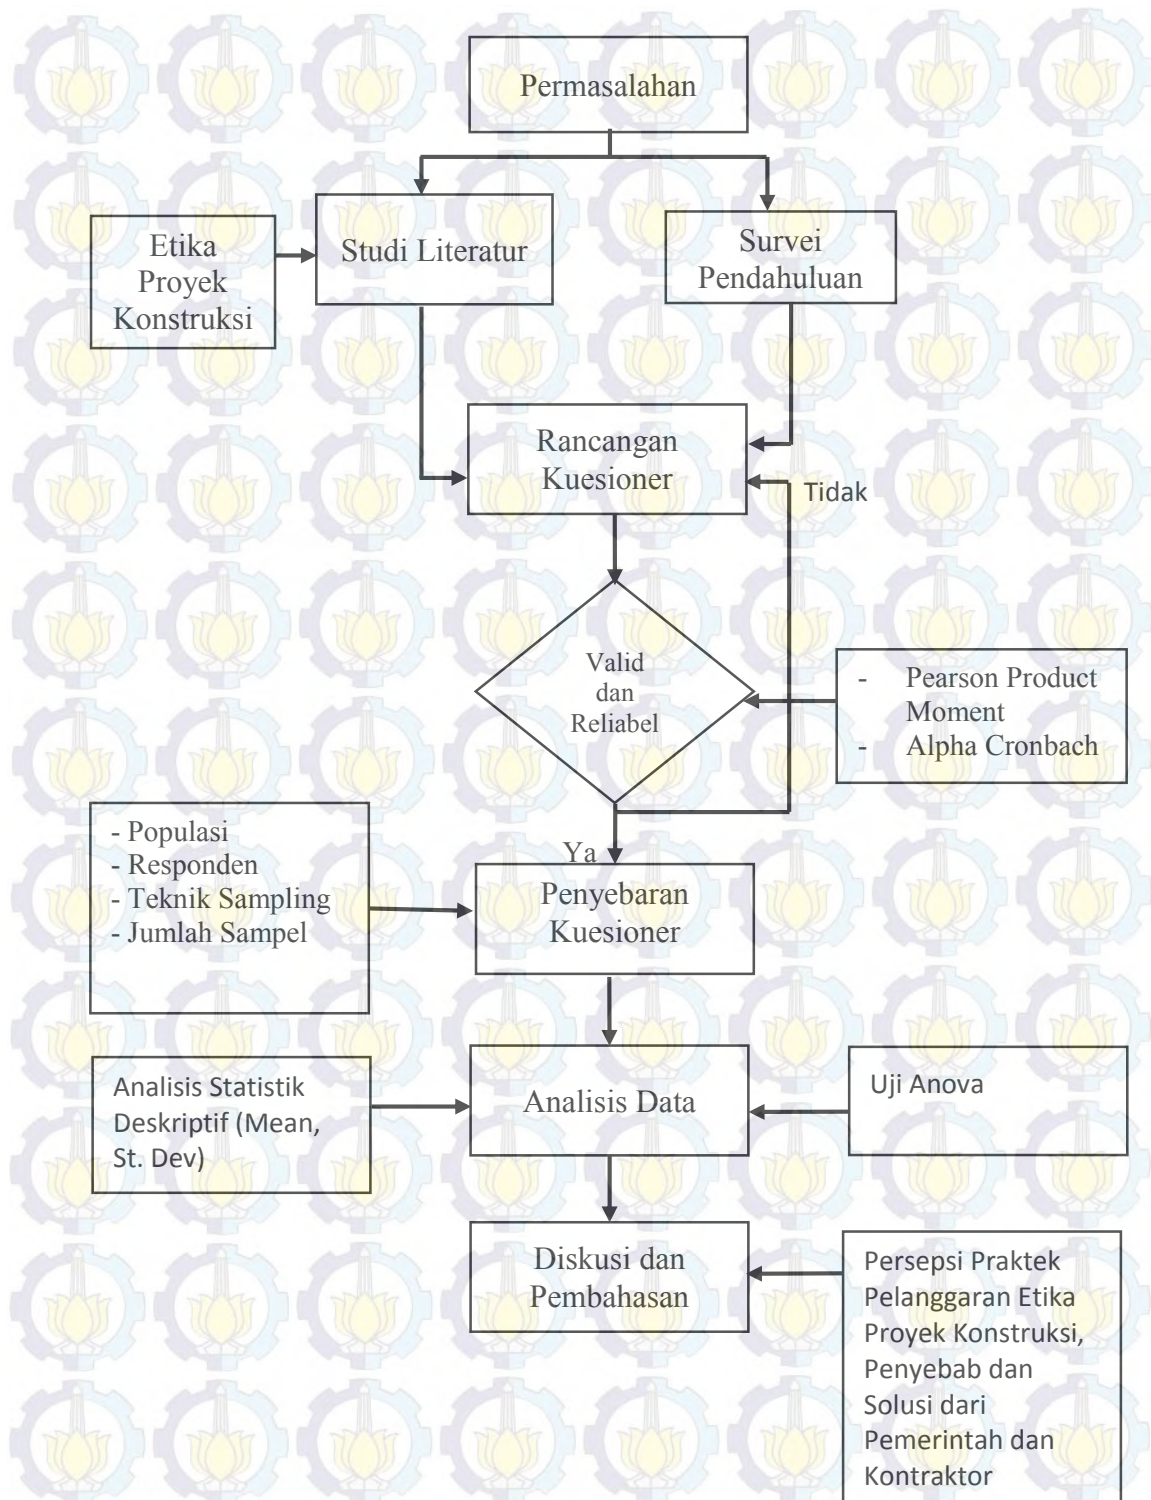 Permasalahan
Etika
Proyek
Konstruksi
Studi Literatur
Survei
Pendahuluan
Rancangan
Kuesioner
Tidak
Valid
dan
Reliabel
- Pearson Product
Moment
- Alpha Cronbach
- Populasi
- Responden
- Teknik Sampling
- Jumlah Sampel
Ya
Penyebaran
Kuesioner
Analisis Statistik
Deskriptif (Mean,
St. Dev)
Analisis Data
Uji Anova
Diskusi dan
Pembahasan
Persepsi Praktek
Pelanggaran Etika
Proyek Konstruksi,
Penyebab dan
Solusi dari
Pemerintah dan
Kontraktor